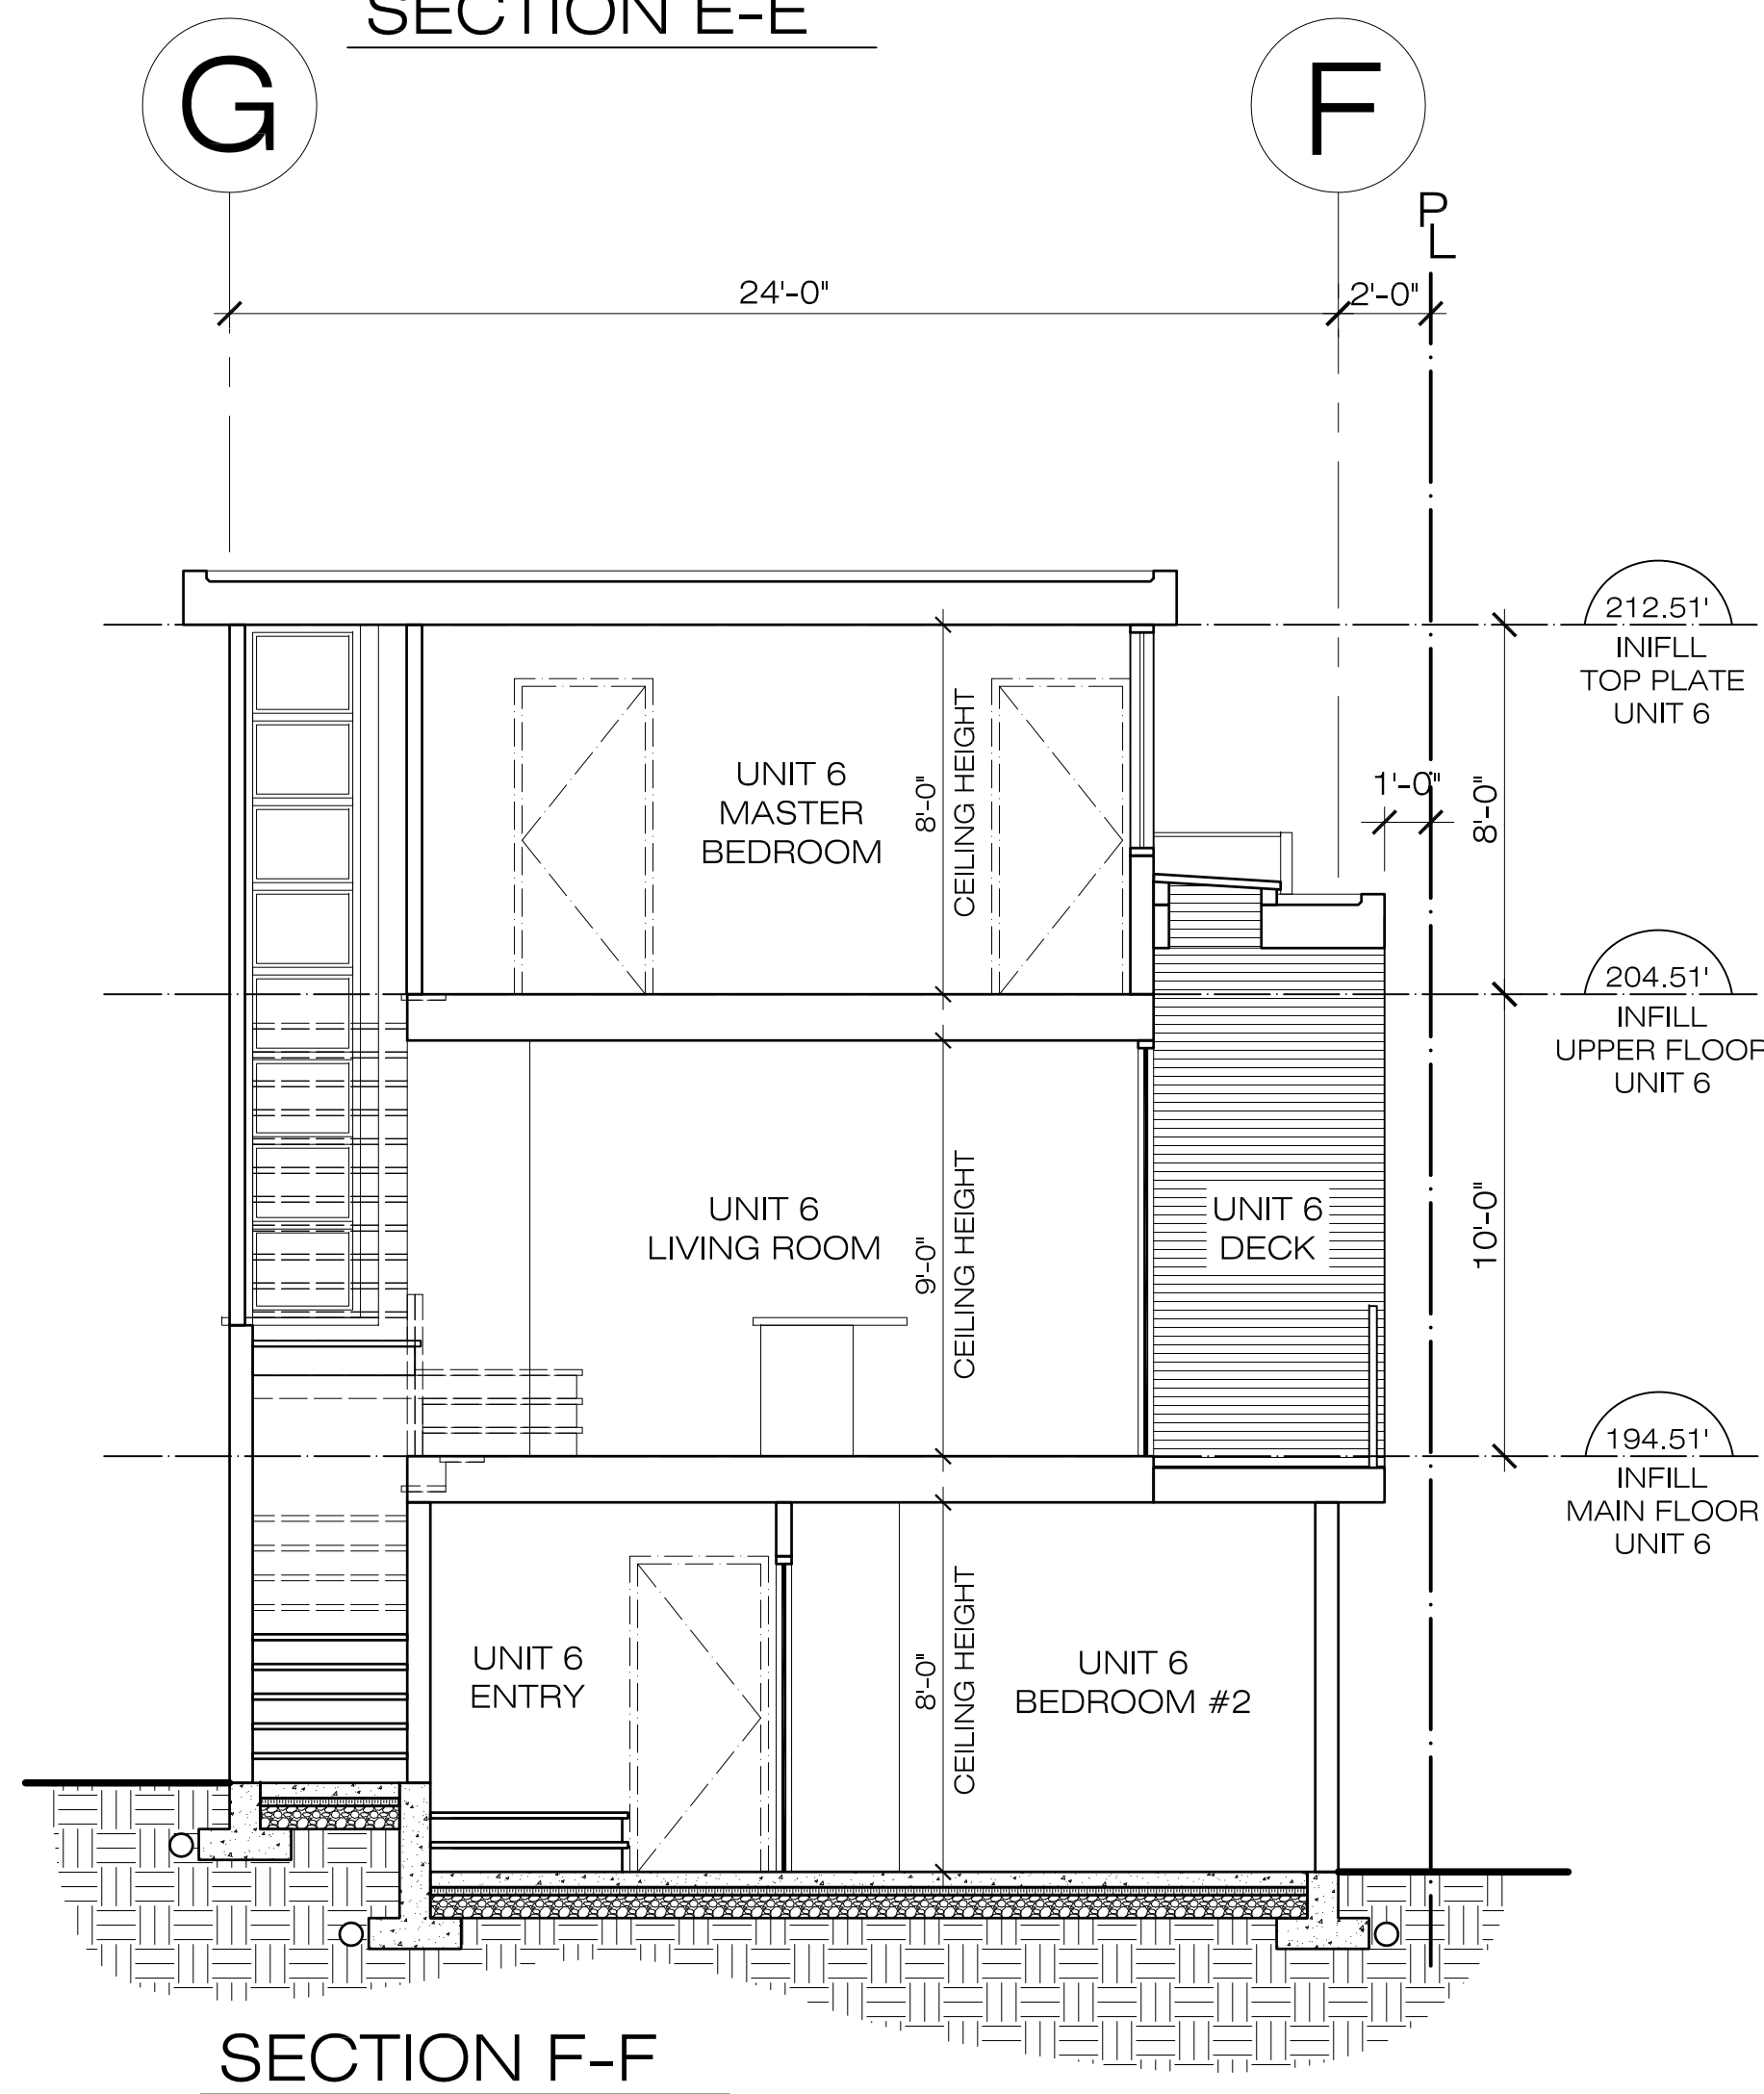 SECTION E-E
G
F
PL
24'-0"
2'-0"
212.51'
INIFLL
TOP PLATE
UNIT 6
1'-0"
8'-0"
UNIT 6
MASTER
BEDROOM
8'-0"
CEILING HEIGHT
204.51'
INFILL
UPPER FLOOR
UNIT 6
UNIT 6
LIVING ROOM
9'-0"
CEILING HEIGHT
UNIT 6
DECK
10'-0"
194.51'
INFILL
MAIN FLOOR
UNIT 6
UNIT 6
ENTRY
8'-0"
CEILING HEIGHT
UNIT 6
BEDROOM #2
SECTION F-F